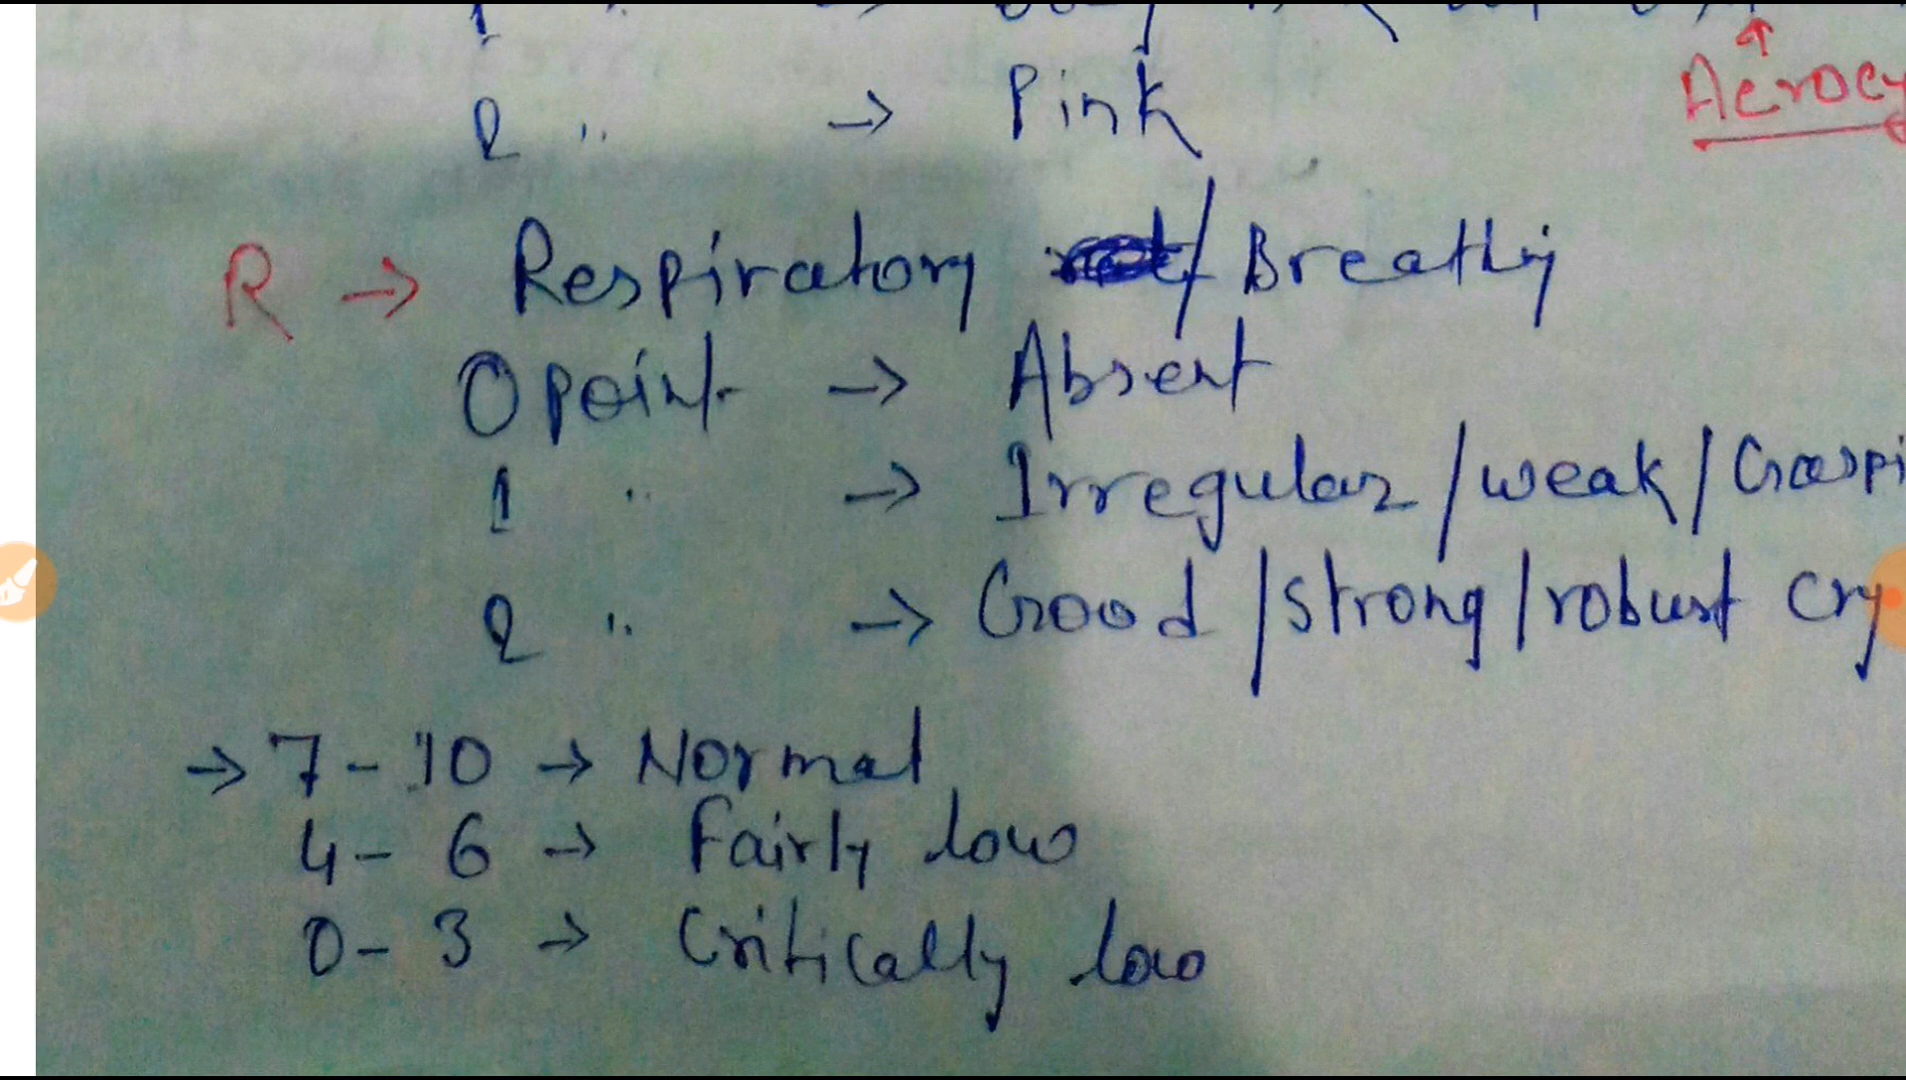 2 " → Pink
R → Respiratory / Breathing
0 point → Absent
1 " → Irregular / weak / Gaspi
2 " → Good / strong / robust cry
→ 7 - 10 → Normal
4 - 6 → Fairly low
0 - 3 → Critically low